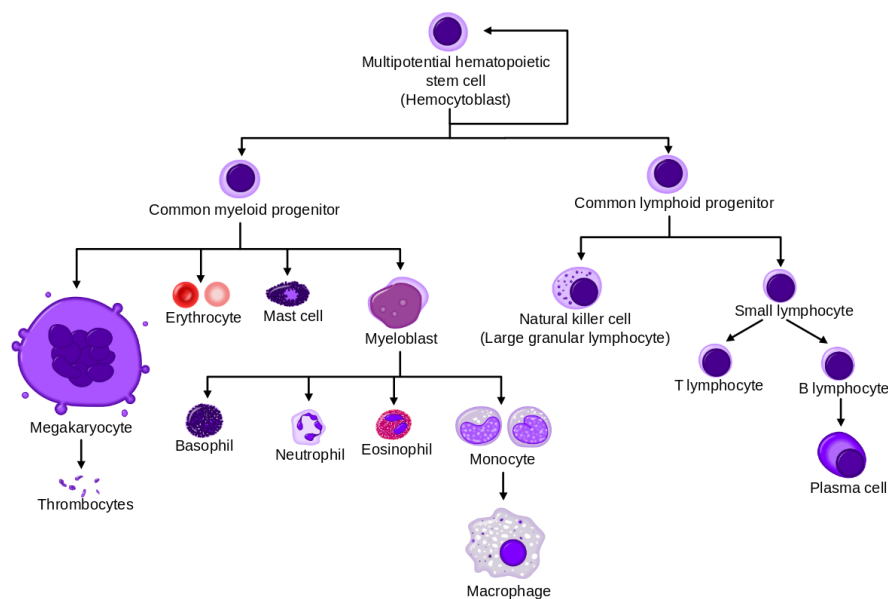 Multipotential hematopoietic
stem cell
(Hemocytoblast)
Common myeloid progenitor
Common lymphoid progenitor
Erythrocyte
Mast cell
Myeloblast
Natural killer cell
(Large granular lymphocyte)
Small lymphocyte
T lymphocyte
B lymphocyte
Megakaryocyte
Basophil
Neutrophil
Eosinophil
Monocyte
Plasma cell
Thrombocytes
Macrophage